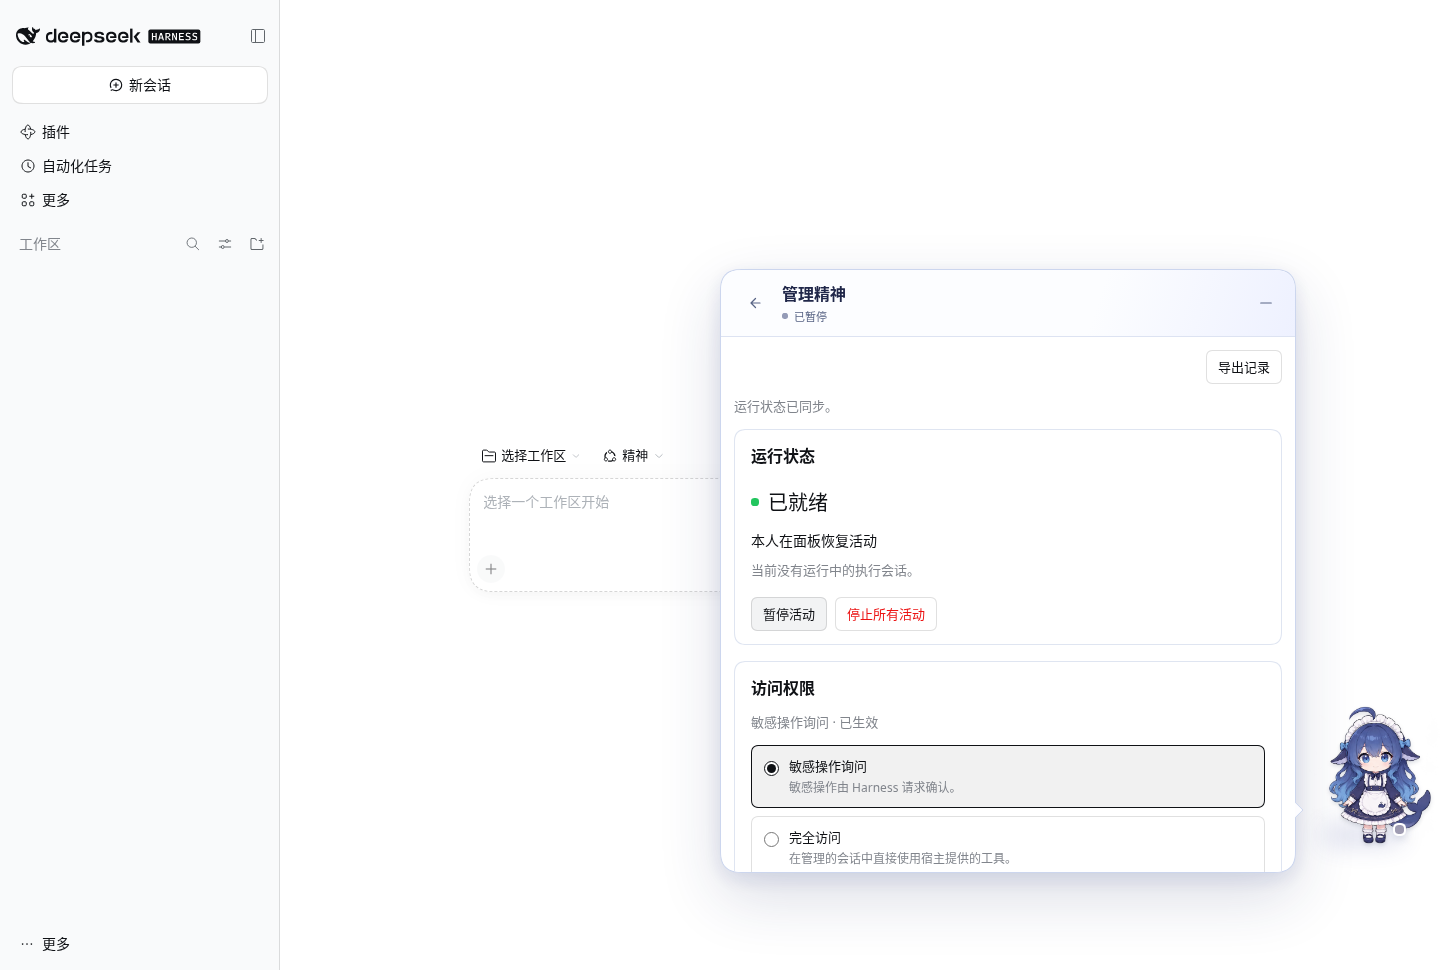 deepseek HARNESS
新会话
插件
自动化任务
更多
工作区
选择工作区
精神
选择一个工作区开始
管理精神
已暂停
导出记录
运行状态已同步。
运行状态
已就绪
本人在面板恢复活动
当前没有运行中的执行会话。
暂停活动
停止所有活动
访问权限
敏感操作询问 · 已生效
敏感操作询问
敏感操作由 Harness 请求确认。
完全访问
在管理的会话中直接使用宿主提供的工具。
更多